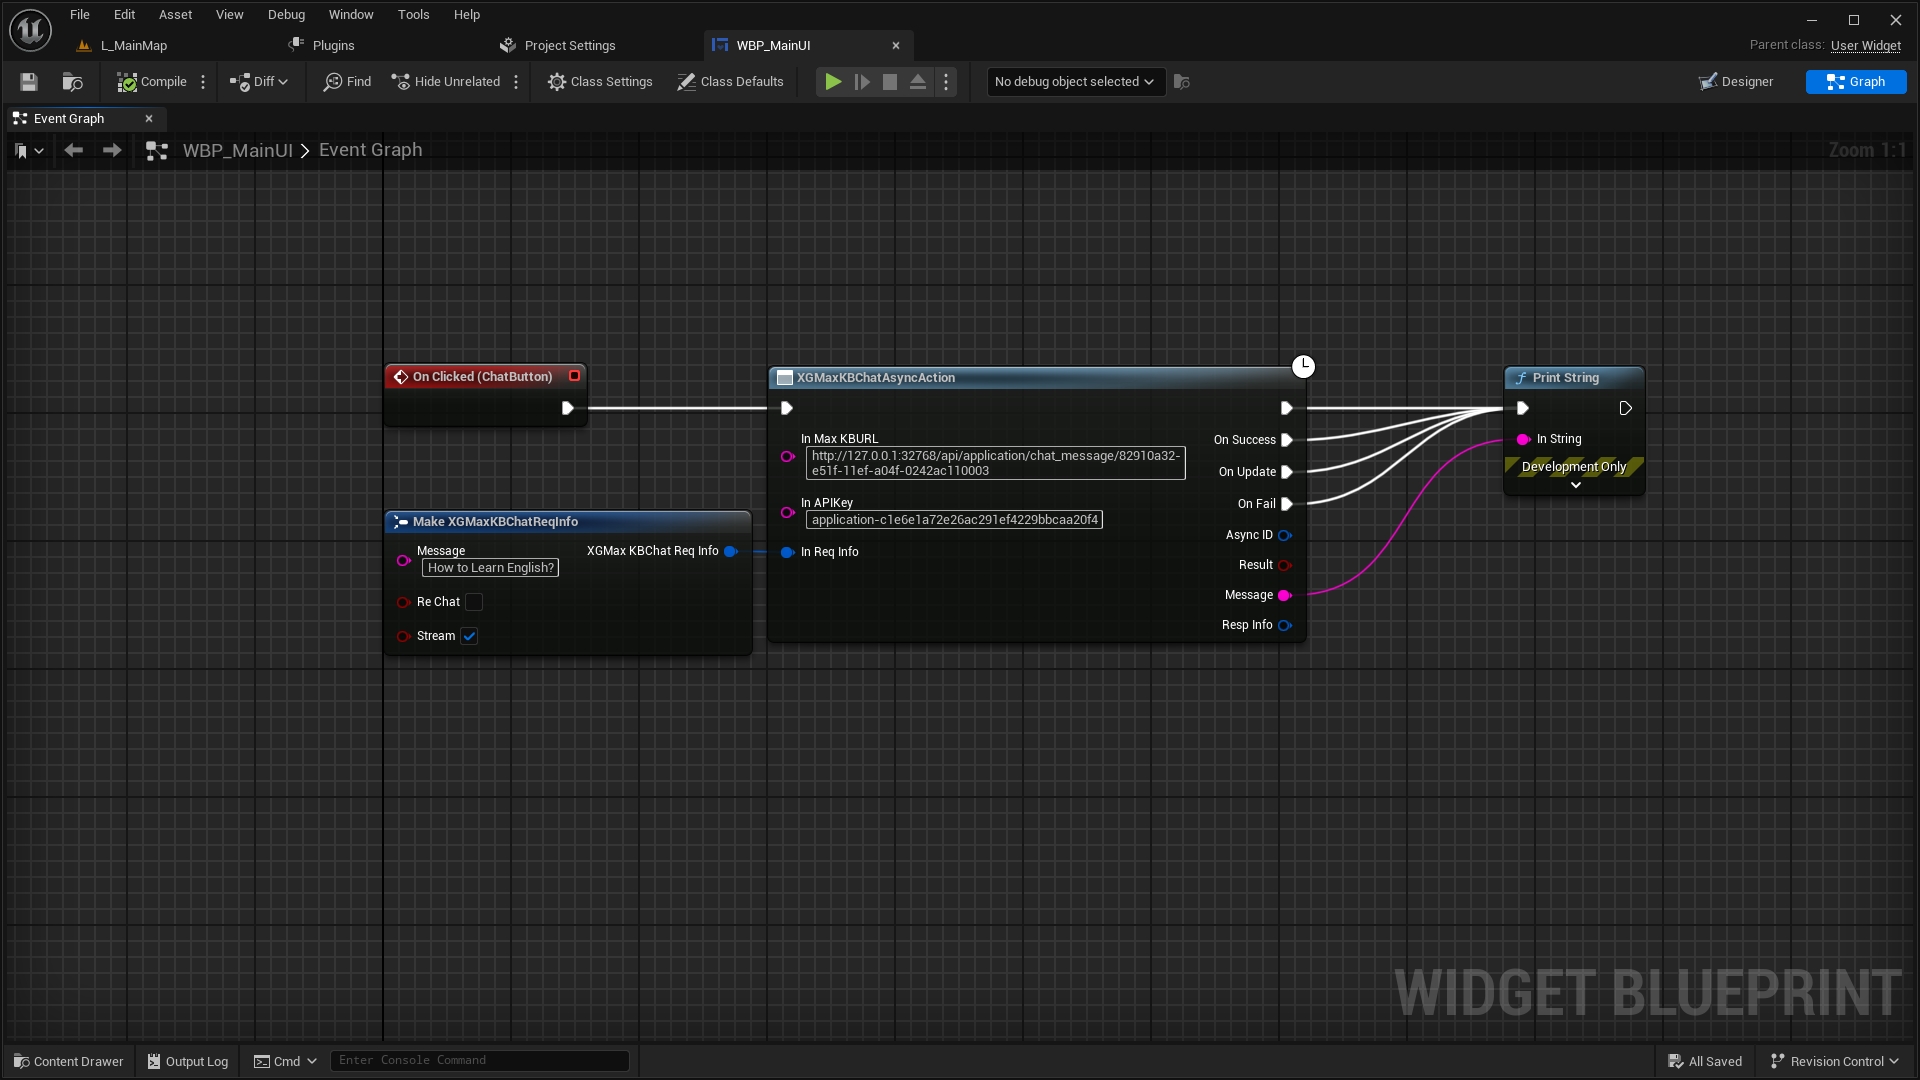 File Edit Asset View Debug Window Tools Help
L_MainMap Plugins Project Settings WBP_MainUI Parent class: User Widget
Compile Diff Find Hide Unrelated Class Settings Class Defaults No debug object selected Designer Graph
Event Graph
WBP_MainUI > Event Graph Zoom 1:1
On Clicked (ChatButton)
XGMaxKBChatAsyncAction
In Max KBURL
http://127.0.0.1:32768/api/application/chat_message/82910a32-
e51f-11ef-a04f-0242ac110003
In APIKey
application-c1e6e1a72e26ac291ef4229bbcaa20f4
In Req Info
On Success
On Update
On Fail
Async ID
Result
Message
Resp Info
Print String
In String
Development Only
Make XGMaxKBChatReqInfo
Message
How to Learn English?
XGMax KBChat Req Info
Re Chat
Stream
WIDGET BLUEPRINT
Content Drawer Output Log Cmd Enter Console Command All Saved Revision Control